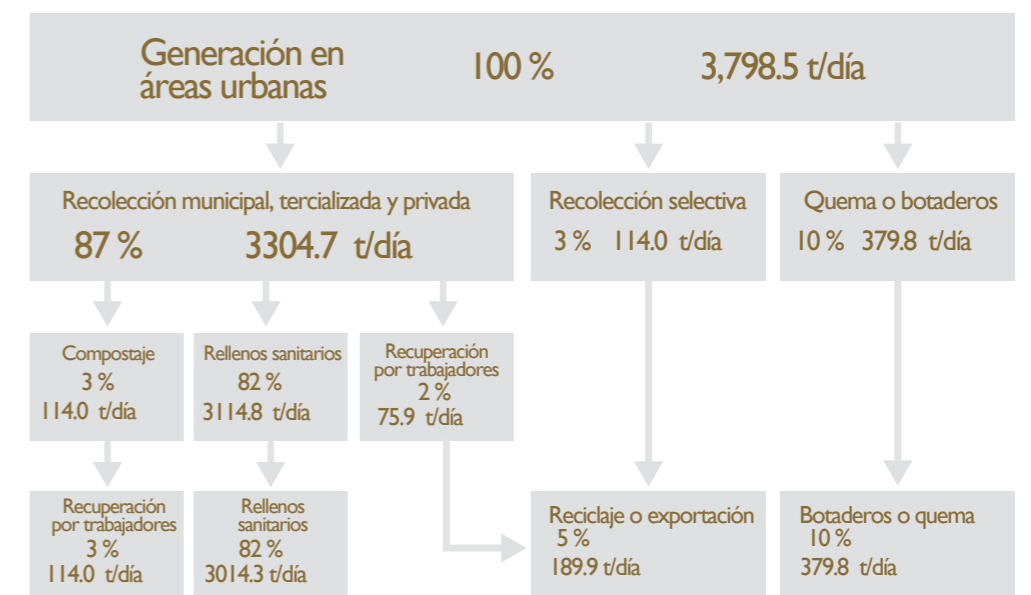 Generación en
áreas urbanas
100 %
3,798.5 t/día
Recolección municipal, tercializada y privada
87 % 3304.7 t/día
Recolección selectiva
3 % 114.0 t/día
Quema o botaderos
10 % 379.8 t/día
Compostaje
3 %
114.0 t/día
Rellenos sanitarios
82 %
3114.8 t/día
Recuperación
por trabajadores
2 %
75.9 t/día
Recuperación
por trabajadores
3 %
114.0 t/día
Rellenos
sanitarios
82 %
3014.3 t/día
Reciclaje o exportación
5 %
189.9 t/día
Botaderos o quema
10 %
379.8 t/día